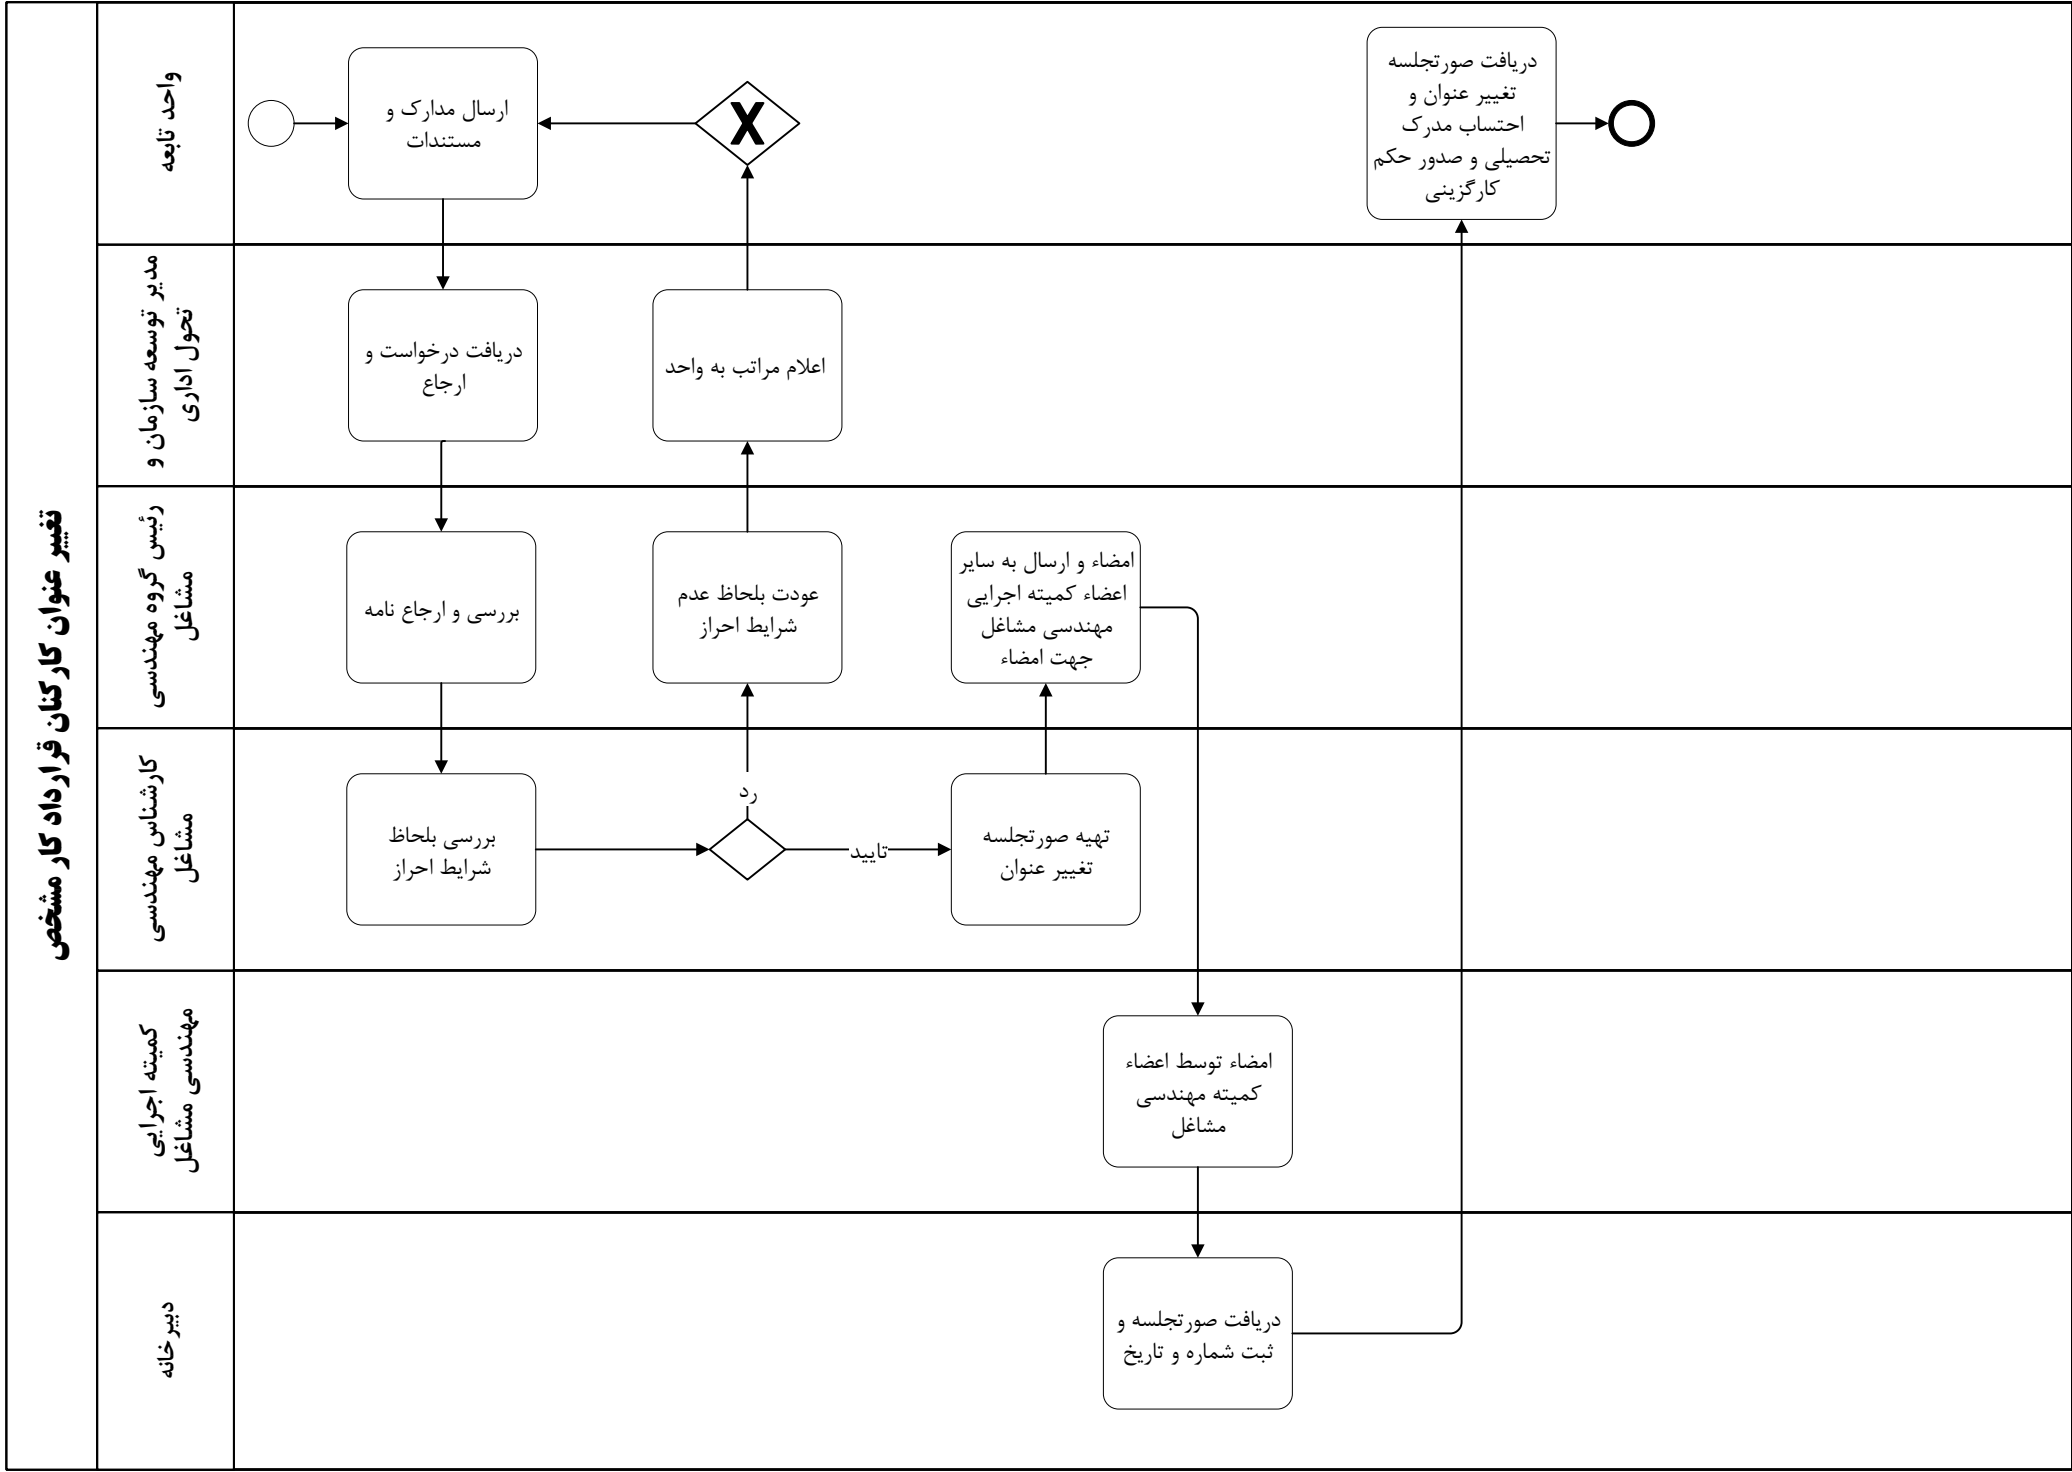 تغییر عنوان کارکنان قرارداد کار مشخص
واحد تابعه
ارسال مدارک و
مستندات
X
دریافت صورتجلسه
تغییر عنوان و
احتساب مدرک
تحصیلی و صدور حکم
کارگزینی
مدیر توسعه سازمان و
تحول اداری
دریافت درخواست و
ارجاع
اعلام مراتب به واحد
رئیس گروه مهندسی
مشاغل
بررسی و ارجاع نامه
عودت بلحاظ عدم
شرایط احراز
امضاء و ارسال به سایر
اعضاء کمیته اجرایی
مهندسی مشاغل
جهت امضاء
کارشناس مهندسی
مشاغل
بررسی بلحاظ
شرایط احراز
رد
تایید
تهیه صورتجلسه
تغییر عنوان
کمیته اجرایی
مهندسی مشاغل
امضاء توسط اعضاء
کمیته مهندسی
مشاغل
دبیرخانه
دریافت صورتجلسه و
ثبت شماره و تاریخ